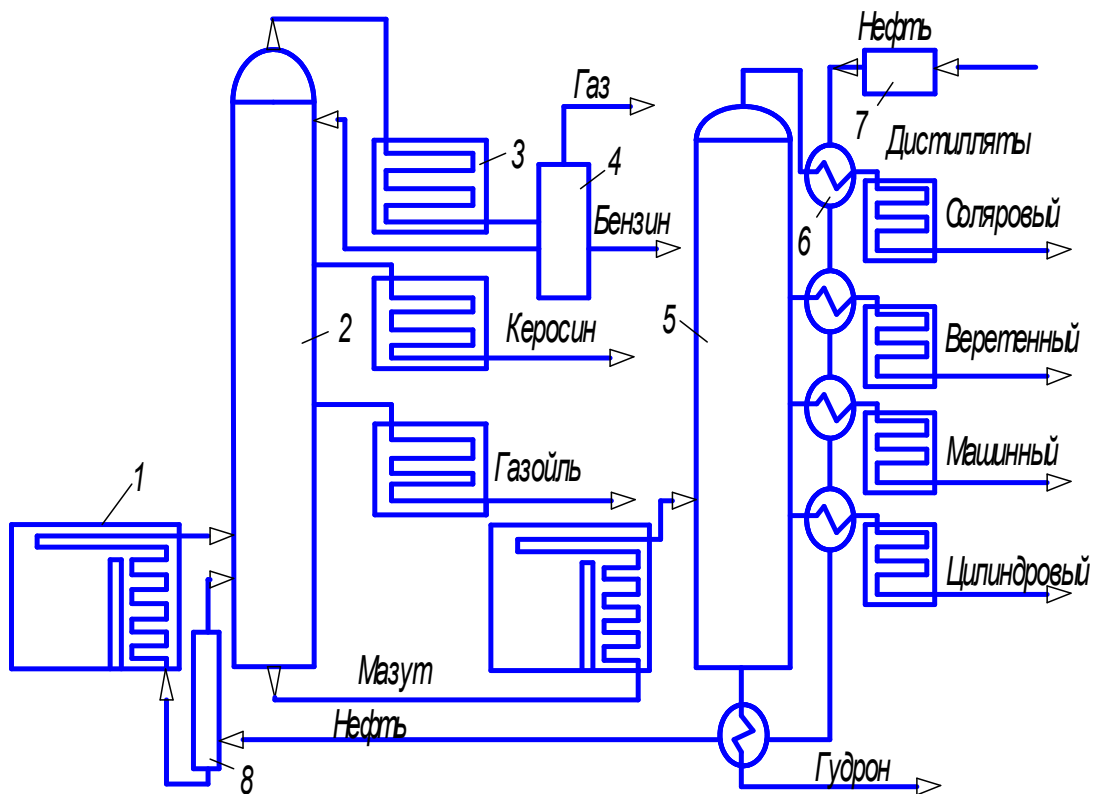 Нефть
Газ
7
3
4
Дистилляты
Бензин
Соляровый
6
2
Керосин
5
Веретенный
Газойль
Машинный
1
Цилиндровый
Мазут
Нефть
8
Гудрон